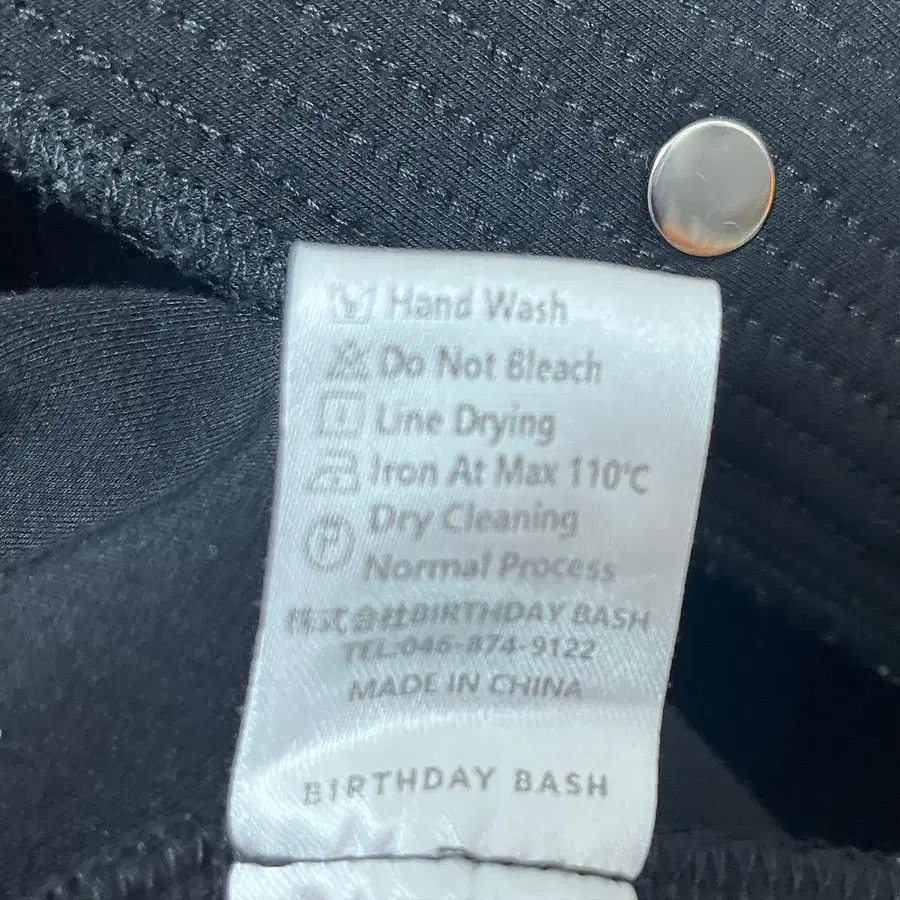 Hand Wash
Do Not Bleach
Line Drying
Iron At Max 110°C
Dry Cleaning
P
Normal Process
株式会社BIRTHDAY BASH
TEL:046-874-9122
MADE IN CHINA
BIRTHDAY BASH